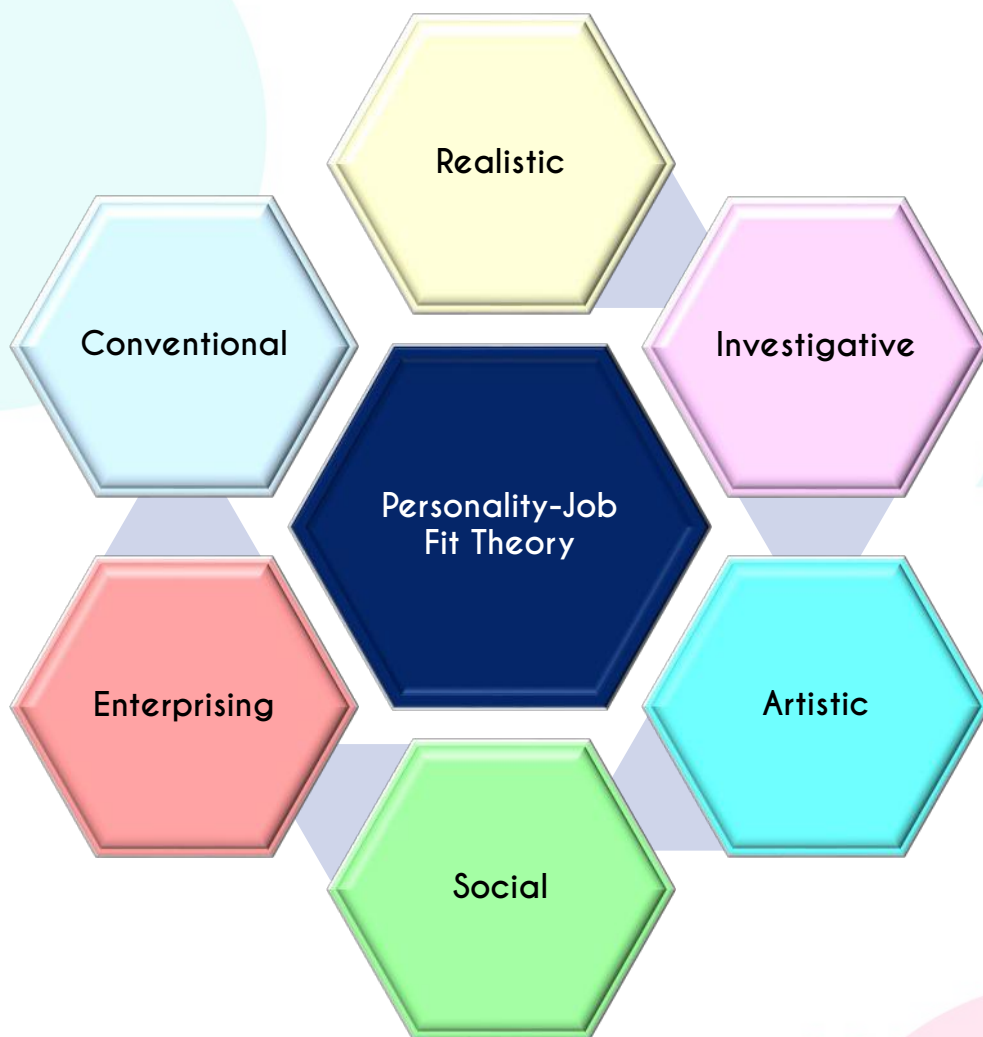 Realistic
Conventional
Investigative
Personality-Job
Fit Theory
Enterprising
Artistic
Social